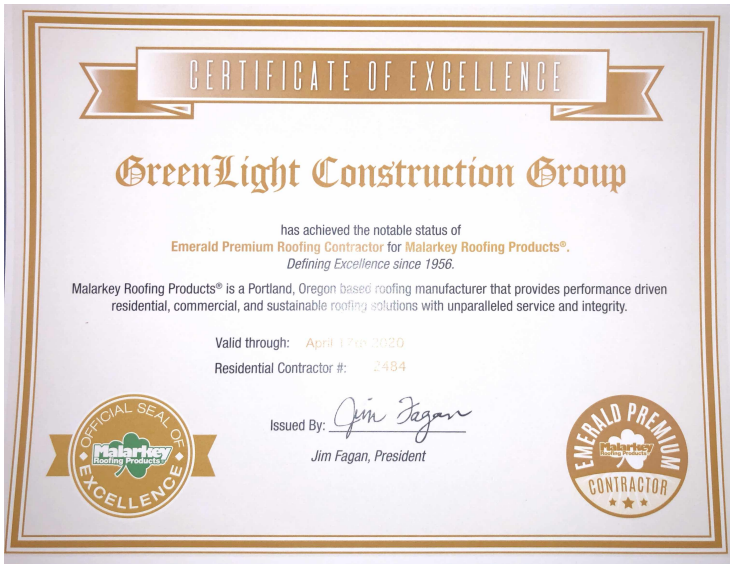 CERTIFICATE OF EXCELLENCE
GreenLight Construction Group
has achieved the notable status of
Emerald Premium Roofing Contractor for Malarkey Roofing Products®.
Defining Excellence since 1956.
Malarkey Roofing Products® is a Portland, Oregon based roofing manufacturer that provides performance driven
residential, commercial, and sustainable roofing solutions with unparalleled service and integrity.
Valid through: April 2020
Residential Contractor #: 2484
Issued By: Jim Fagan
Jim Fagan, President
OFFICIAL SEAL OF
Malarkey
Roofing Products
EXCELLENCE
EMERALD PREMIUM
Malarkey
Roofing Products
CONTRACTOR